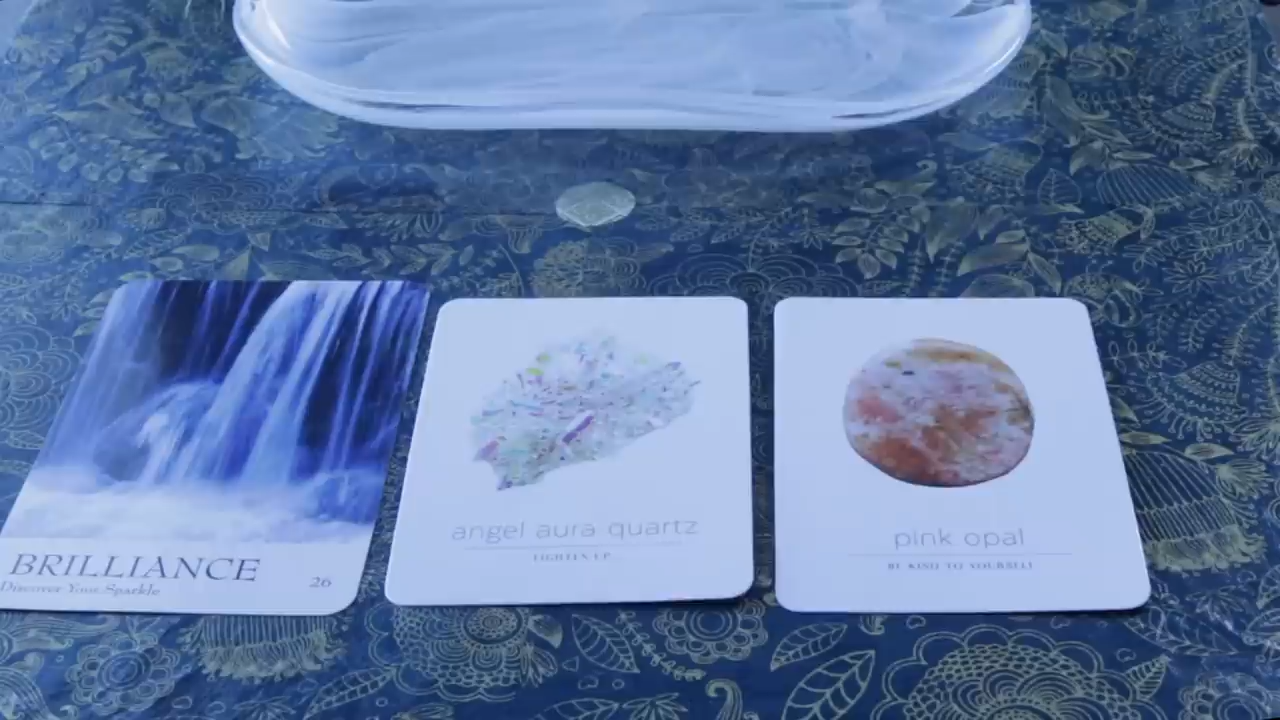 BRILLIANCE
Discover Your Sparkle
26
angel aura quartz
LIGHTEN UP
pink opal
BE KIND TO YOURSELF